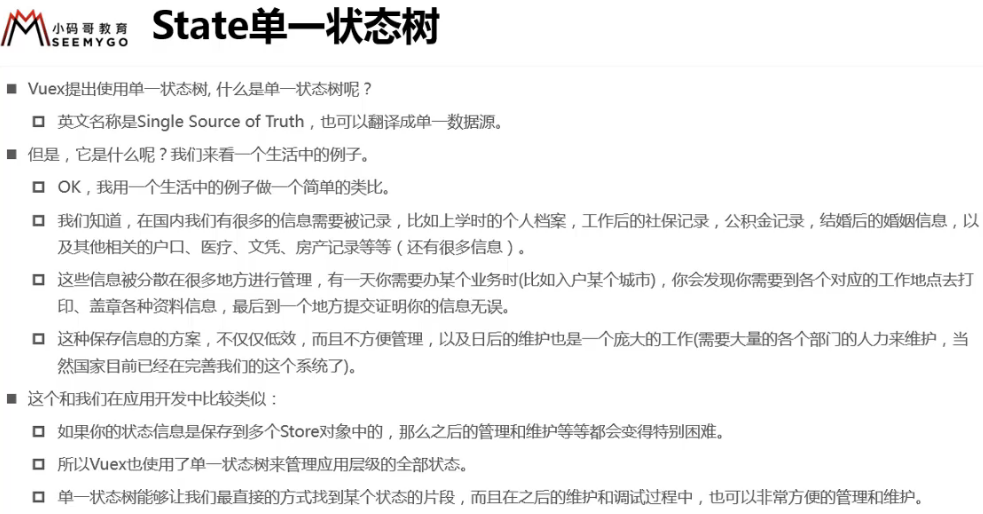 小码哥教育
SEEMYGO
State单一状态树
Vuex提出使用单一状态树, 什么是单一状态树呢？
英文名称是Single Source of Truth，也可以翻译成单一数据源。
但是，它是什么呢？我们来看一个生活中的例子。
OK，我用一个生活中的例子做一个简单的类比。
我们知道，在国内我们有很多的信息需要被记录，比如上学时的个人档案，工作后的社保记录，公积金记录，结婚后的婚姻信息，以
及其他相关的户口、医疗、文凭、房产记录等等（还有很多信息）。
这些信息被分散在很多地方进行管理，有一天你需要办某个业务时(比如入户某个城市)，你会发现你需要到各个对应的工作地点去打
印、盖章各种资料信息，最后到一个地方提交证明你的信息无误。
这种保存信息的方案，不仅仅低效，而且不方便管理，以及日后的维护也是一个庞大的工作(需要大量的各个部门的人力来维护，当
然国家目前已经在完善我们的这个系统了)。
这个和我们在应用开发中比较类似：
如果你的状态信息是保存到多个Store对象中的，那么之后的管理和维护等等都会变得特别困难。
所以Vuex也使用了单一状态树来管理应用层级的全部状态。
单一状态树能够让我们最直接的方式找到某个状态的片段，而且在之后的维护和调试过程中，也可以非常方便的管理和维护。